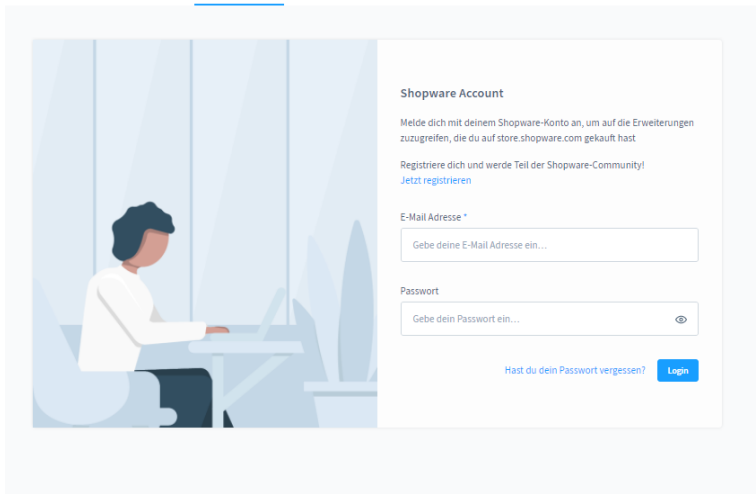 Shopware Account
Melde dich mit deinem Shopware-Konto an, um auf die Erweiterungen
zuzugreifen, die du auf store.shopware.com gekauft hast
Registriere dich und werde Teil der Shopware-Community!
Jetzt registrieren
E-Mail Adresse *
Gebe deine E-Mail Adresse ein...
Passwort
Gebe dein Passwort ein...
Hast du dein Passwort vergessen? Login